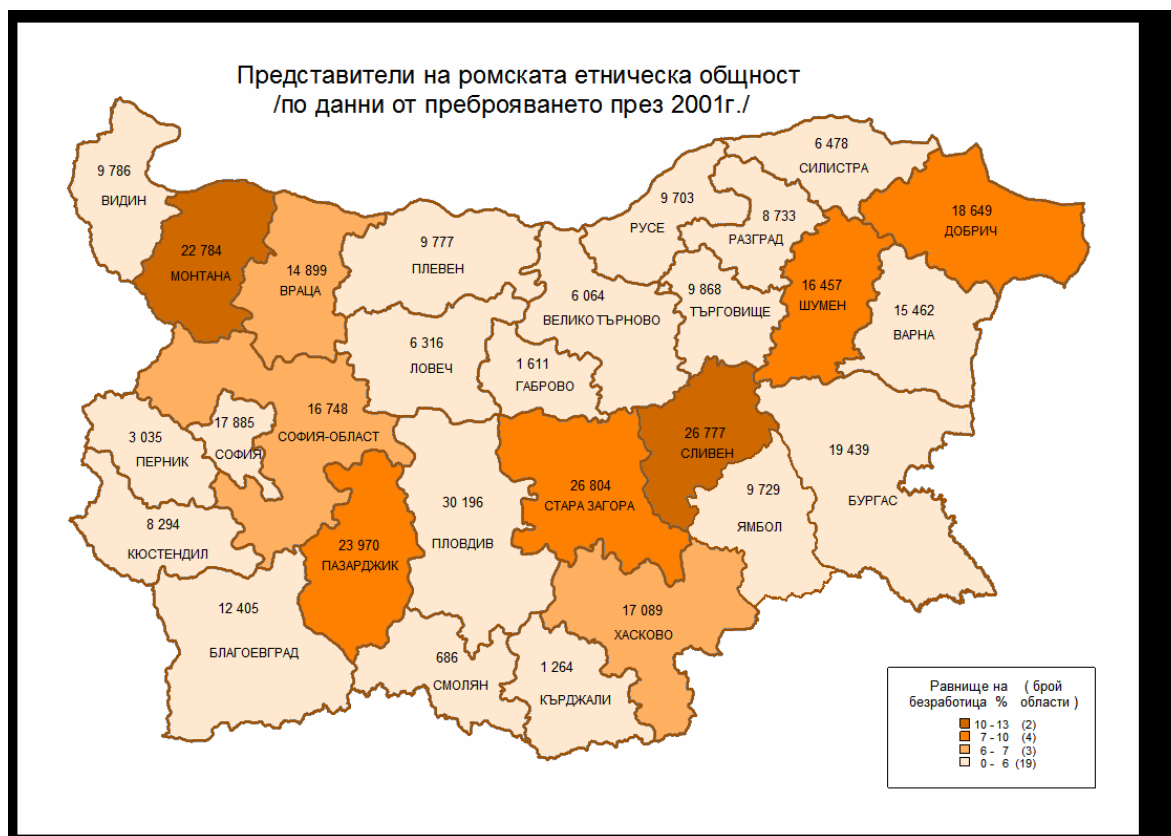 Представители на ромската етническа общност
/по данни от преброяването през 2001г./
6 478
СИЛИСТРА
9 786
ВИДИН
9 703
РУСЕ
8 733
РАЗГРАД
18 649
ДОБРИЧ
22 784
МОНТАНА
14 899
ВРАЦА
9 777
ПЛЕВЕН
6 064
ВЕЛИКО ТЪРНОВО
9 868
ТЪРГОВИЩЕ
16 457
ШУМЕН
15 462
ВАРНА
6 316
ЛОВЕЧ
1 611
ГАБРОВО
16 748
СОФИЯ-ОБЛАСТ
17 885
СОФИЯ
3 035
ПЕРНИК
26 777
СЛИВЕН
19 439
БУРГАС
26 804
СТАРА ЗАГОРА
9 729
ЯМБОЛ
30 196
ПЛОВДИВ
8 294
КЮСТЕНДИЛ
23 970
ПАЗАРДЖИК
12 405
БЛАГОЕВГРАД
17 089
ХАСКОВО
686
СМОЛЯН
1 264
КЪРДЖАЛИ
Равнище на ( брой
безработица % области )
10 - 13 (2)
7 - 10 (4)
6 - 7 (3)
0 - 6 (19)